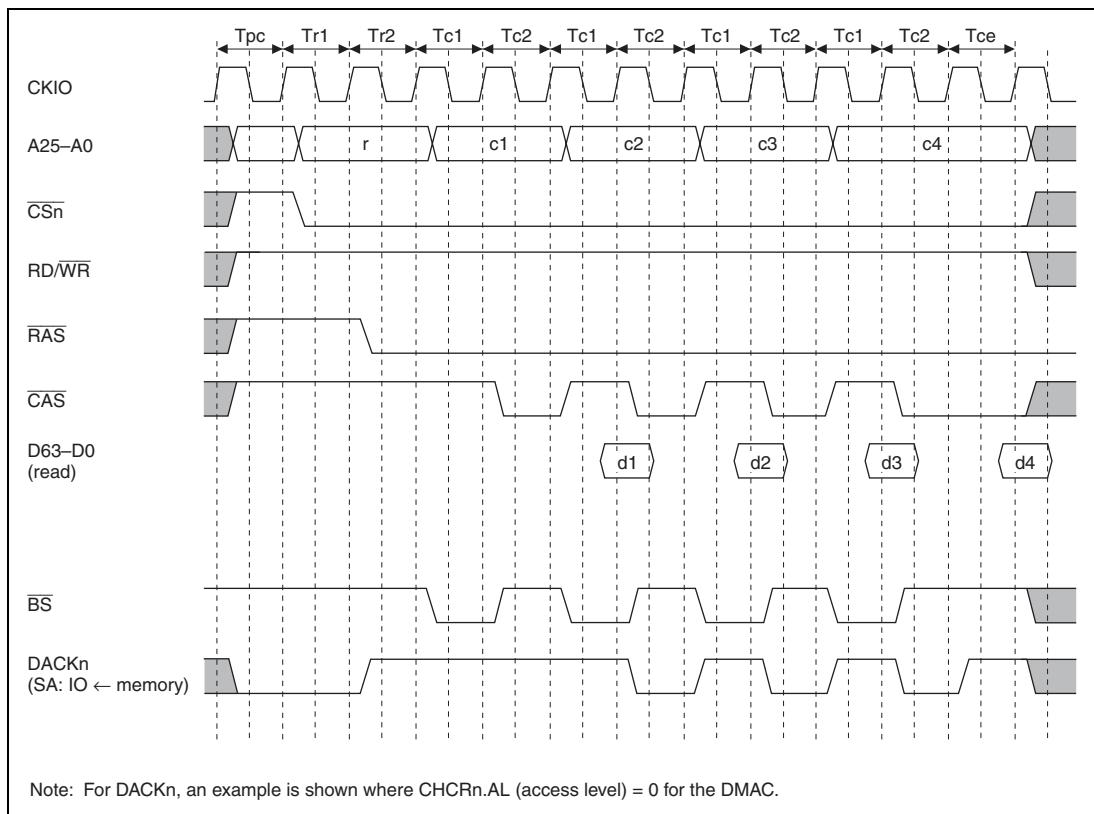 Tpc Tr1 Tr2 Tc1 Tc2 Tc1 Tc2 Tc1 Tc2 Tc1 Tc2 Tce
CKIO
A25–A0 r c1 c2 c3 c4
CSn
RD/WR
RAS
CAS
D63–D0
(read)
d1 d2 d3 d4
BS
DACKn
(SA: IO ← memory)
Note: For DACKn, an example is shown where CHCRn.AL (access level) = 0 for the DMAC.